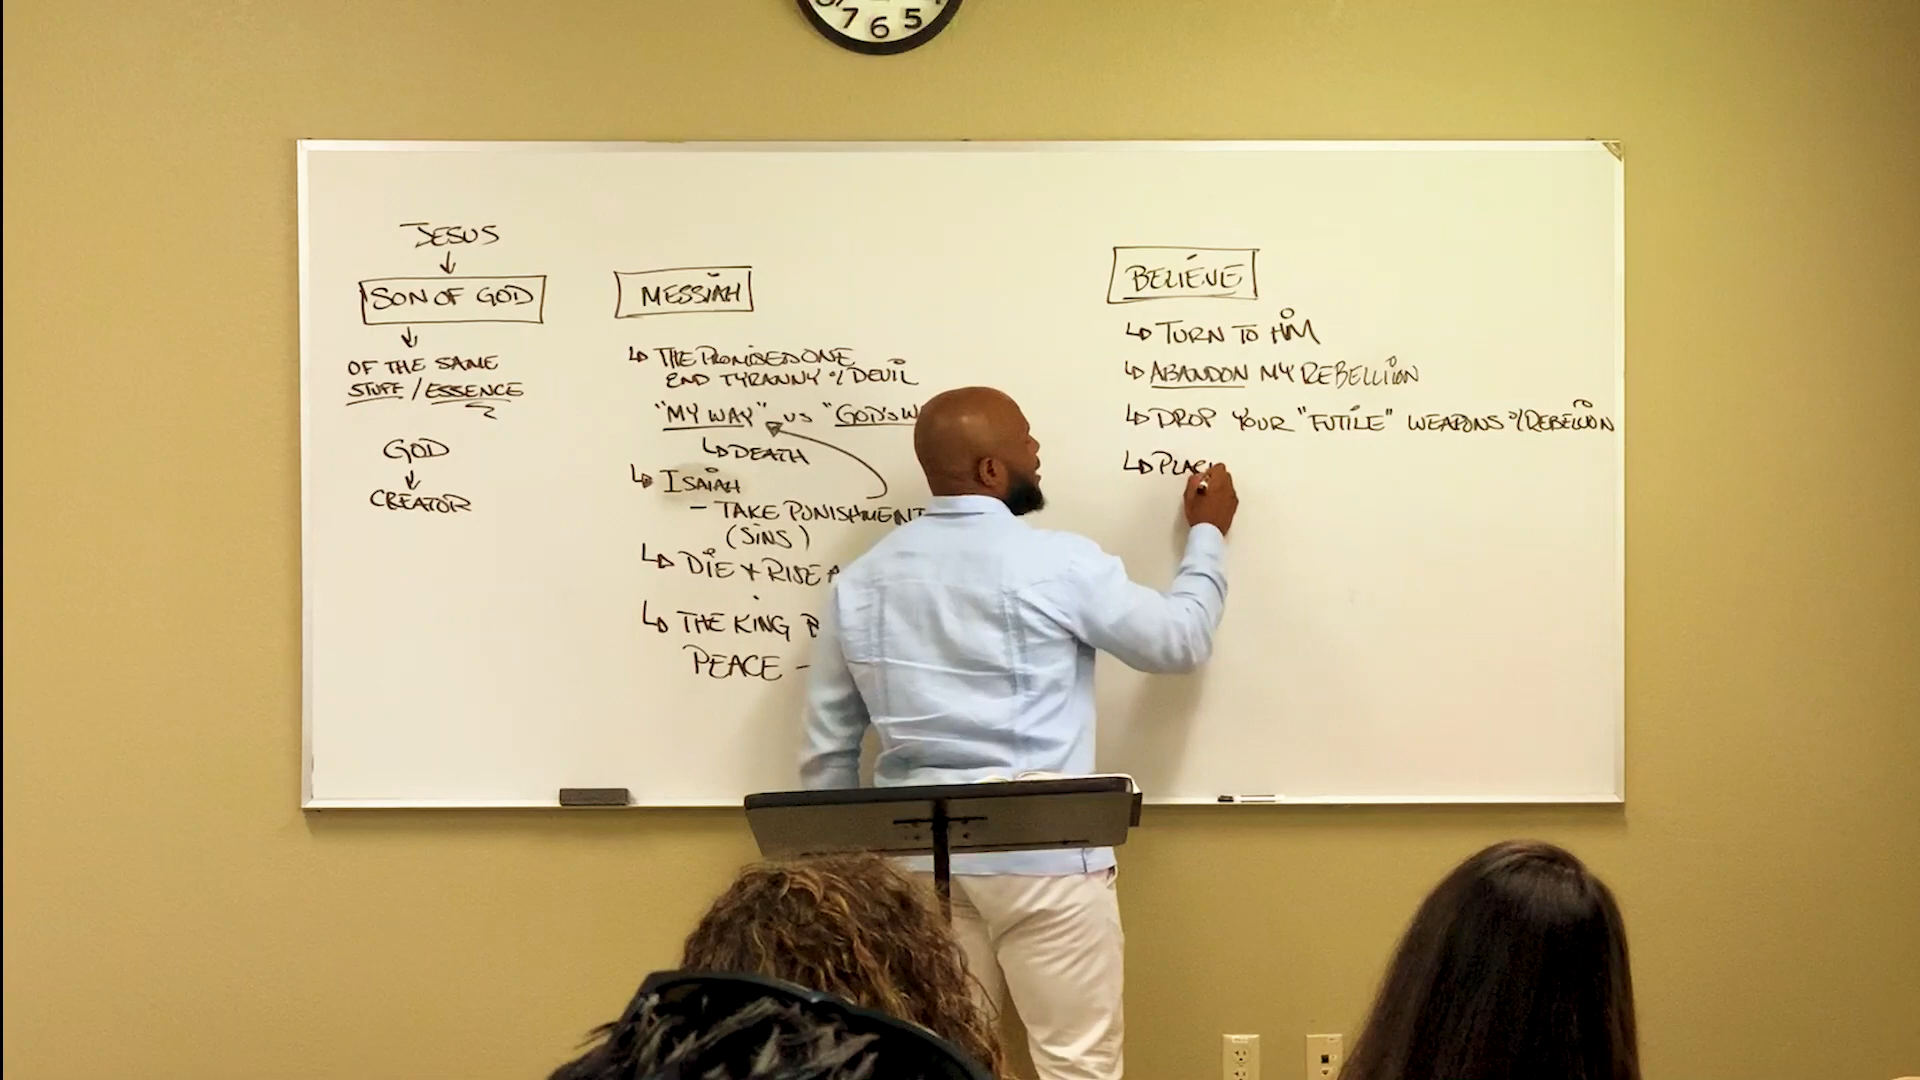 7 6 5
JESUS
SON OF GOD
OF THE SAME
STUFF / ESSENCE
GOD
CREATOR
MESSIAH
THE PROMISED ONE
END TYRANNY % DEVIL
"MY WAY" VS "GOD'S
DEATH
ISAIAH
- TAKE PUNISHMENT
(SINS)
DIE & RISE
THE KING
PEACE -
BELIEVE
TURN TO HIM
ABANDON MY REBELLION
DROP YOUR "FUTILE" WEAPONS % REBELLION